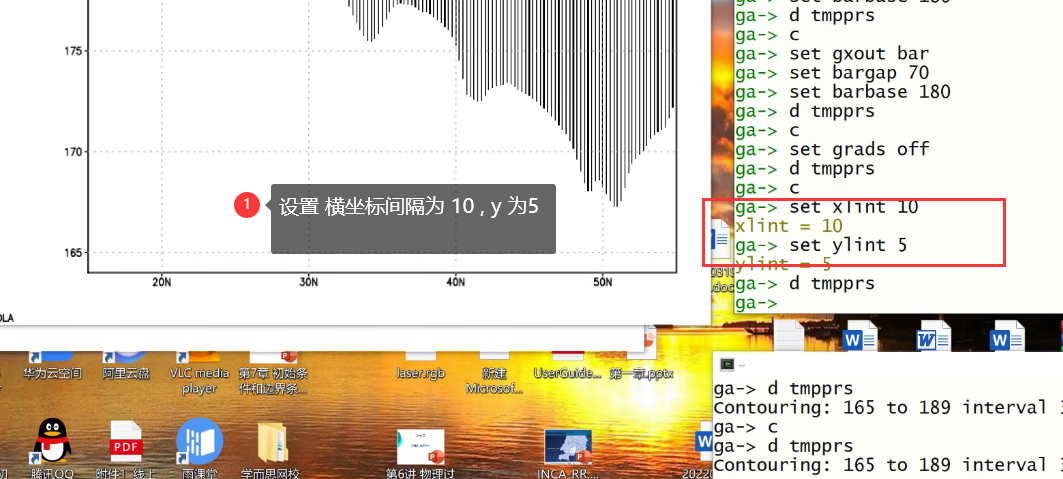 175
170
165
20N
30N
40N
50N
OLA
1
设置 横坐标间隔为 10 , y 为5
ga-> d tmpprs
ga-> c
ga-> set gxout bar
ga-> set bargap 70
ga-> set barbase 180
ga-> d tmpprs
ga-> c
ga-> set grads off
ga-> d tmpprs
ga-> c
ga-> set xlint 10
xlint = 10
ga-> set ylint 5
ylint = 5
ga-> d tmpprs
ga->
华为云空间
阿里云盘
VLC media
player
第7章 初始条
件和边界条...
laser.rgb
新建
Microsof...
UserGuide...
第一章.pptx
腾讯QQ
PDF
附件1_线上
雨课堂
学而思网校
第6讲 物理过
INCA_RR....
~
ga-> d tmpprs
Contouring: 165 to 189 interval
ga-> c
ga-> d tmpprs
Contouring: 165 to 189 interval